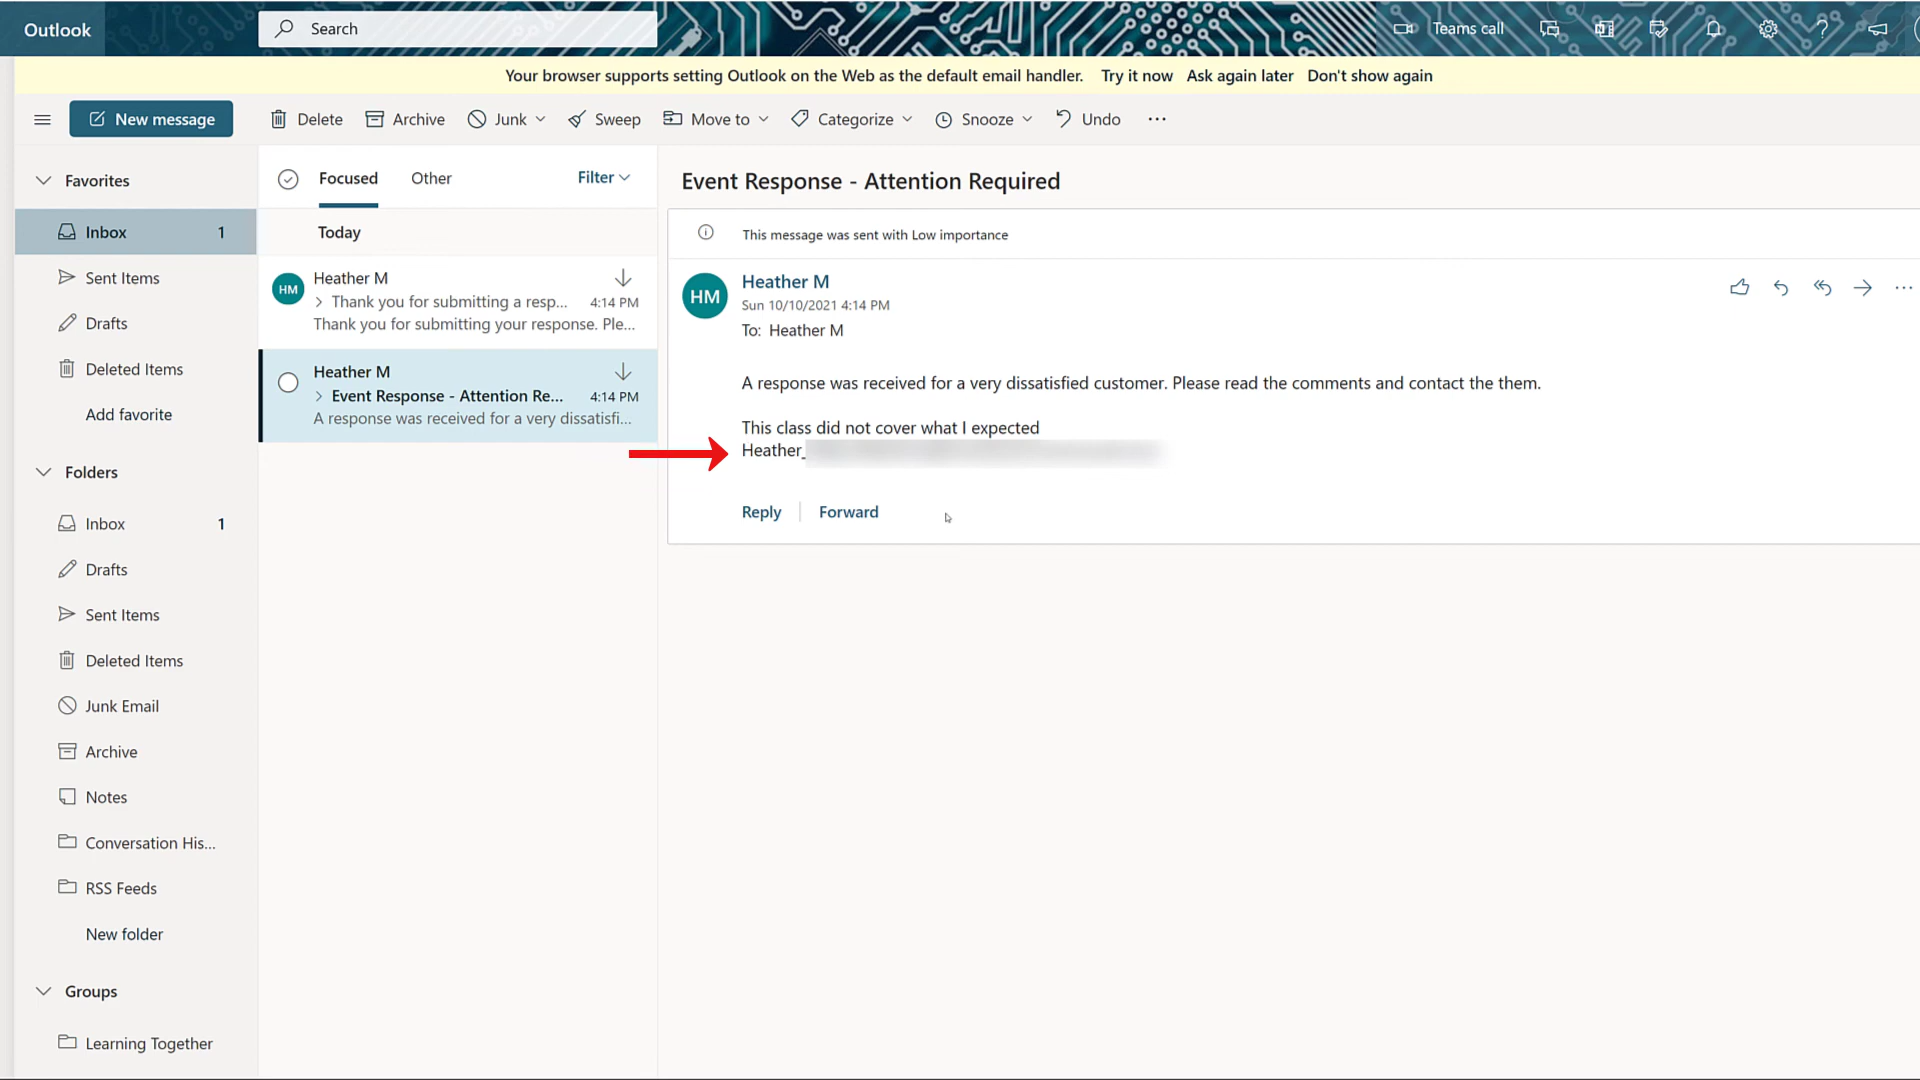 Outlook
Search
Teams call
Your browser supports setting Outlook on the Web as the default email handler. Try it now Ask again later Don't show again
New message
Delete
Archive
Junk
Sweep
Move to
Categorize
Snooze
Undo
Favorites
Inbox 1
Sent Items
Drafts
Deleted Items
Add favorite
Folders
Inbox 1
Drafts
Sent Items
Deleted Items
Junk Email
Archive
Notes
Conversation His...
RSS Feeds
New folder
Groups
Learning Together
Focused Other Filter
Today
HM
Heather M
Thank you for submitting a resp... 4:14 PM
Thank you for submitting your response. Ple...
Heather M
Event Response - Attention Re... 4:14 PM
A response was received for a very dissatisfi...
Event Response - Attention Required
This message was sent with Low importance
HM
Heather M
Sun 10/10/2021 4:14 PM
To: Heather M
A response was received for a very dissatisfied customer. Please read the comments and contact the them.
This class did not cover what I expected
Heather_
Reply Forward